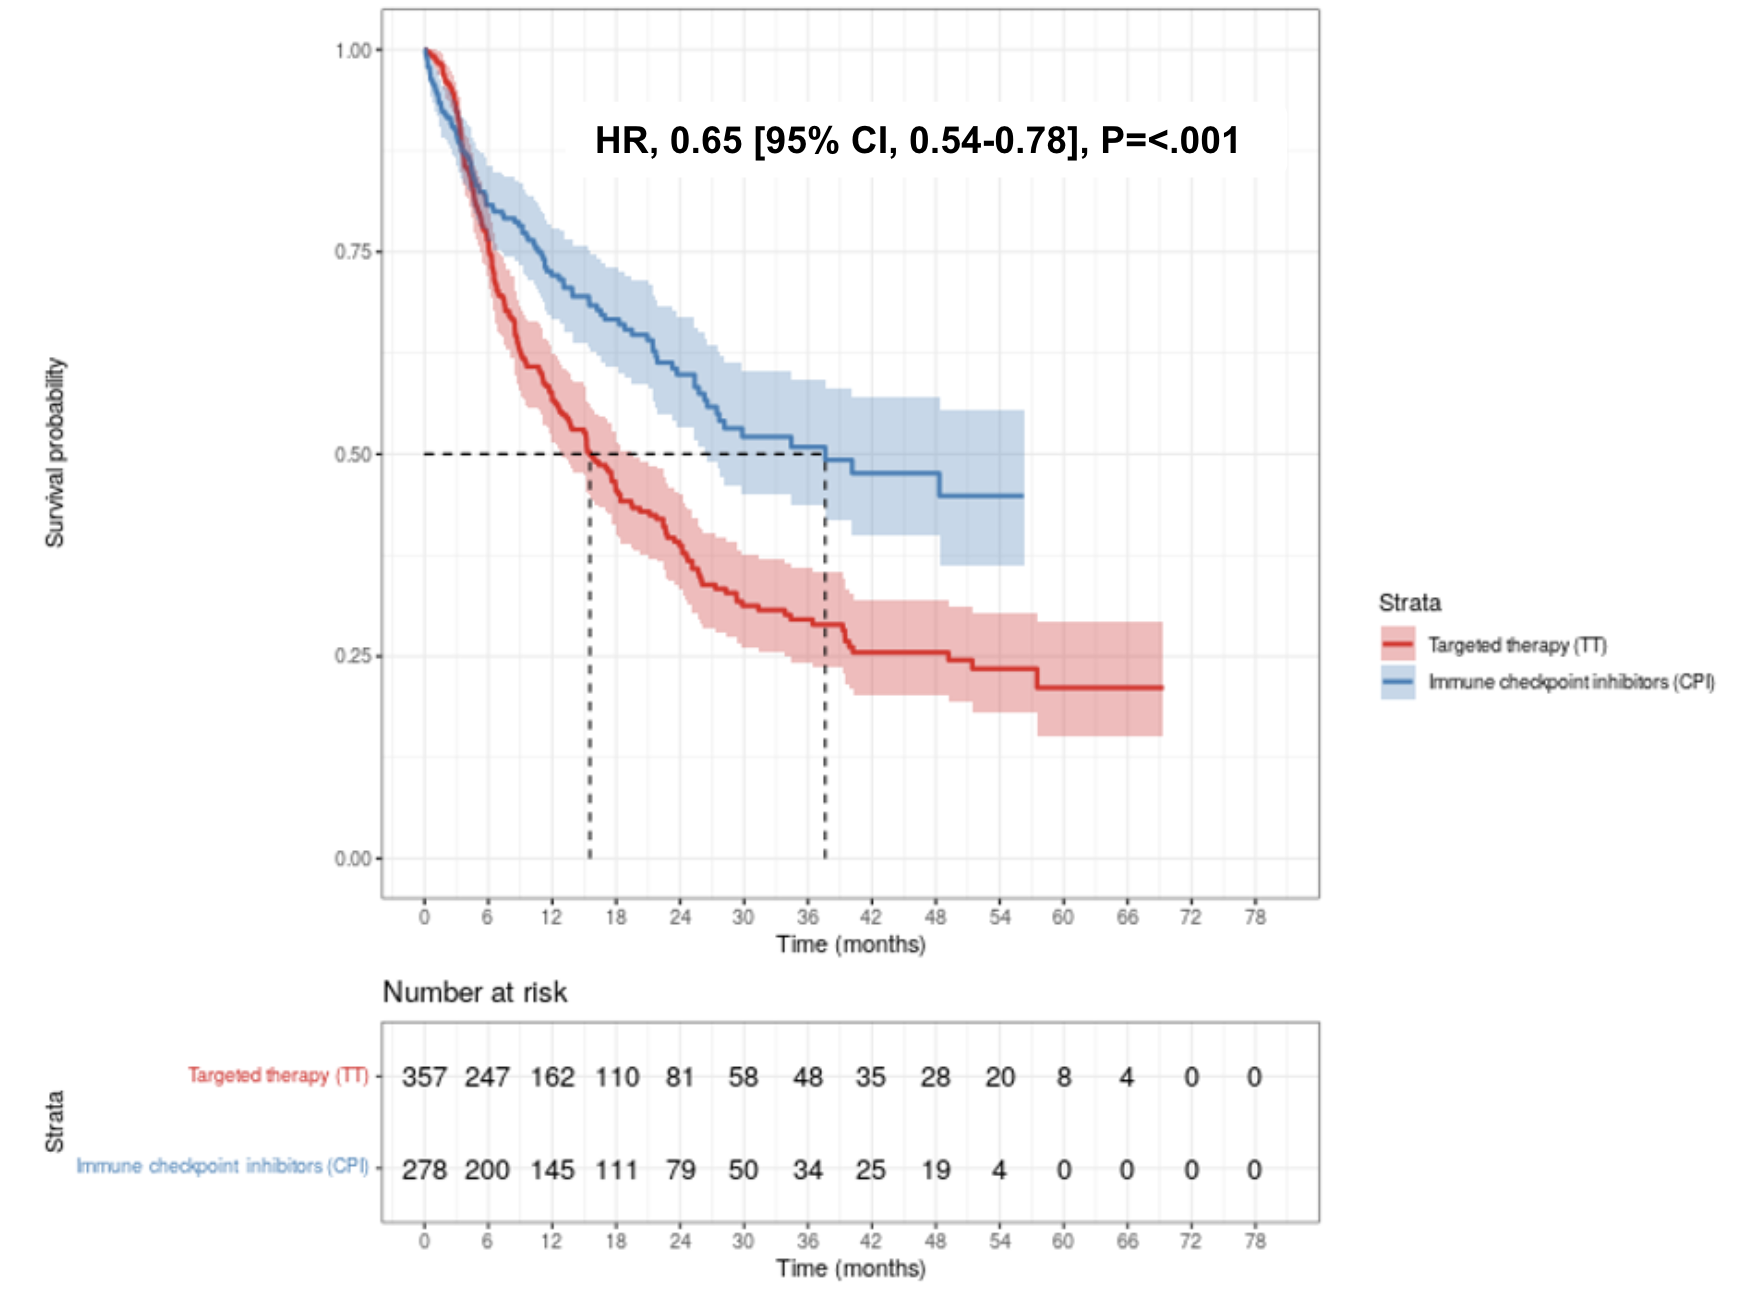 1.00
HR, 0.65 [95% CI, 0.54-0.78], P=<.001
0.75
Survival probability
0.50
0.25
0.00
0 6 12 18 24 30 36 42 48 54 60 66 72 78
Time (months)
Strata
Targeted therapy (TT)
Immune checkpoint inhibitors (CPI)
Number at risk
Strata
Targeted therapy (TT) 357 247 162 110 81 58 48 35 28 20 8 4 0 0
Immune checkpoint inhibitors (CPI) 278 200 145 111 79 50 34 25 19 4 0 0 0 0
0 6 12 18 24 30 36 42 48 54 60 66 72 78
Time (months)